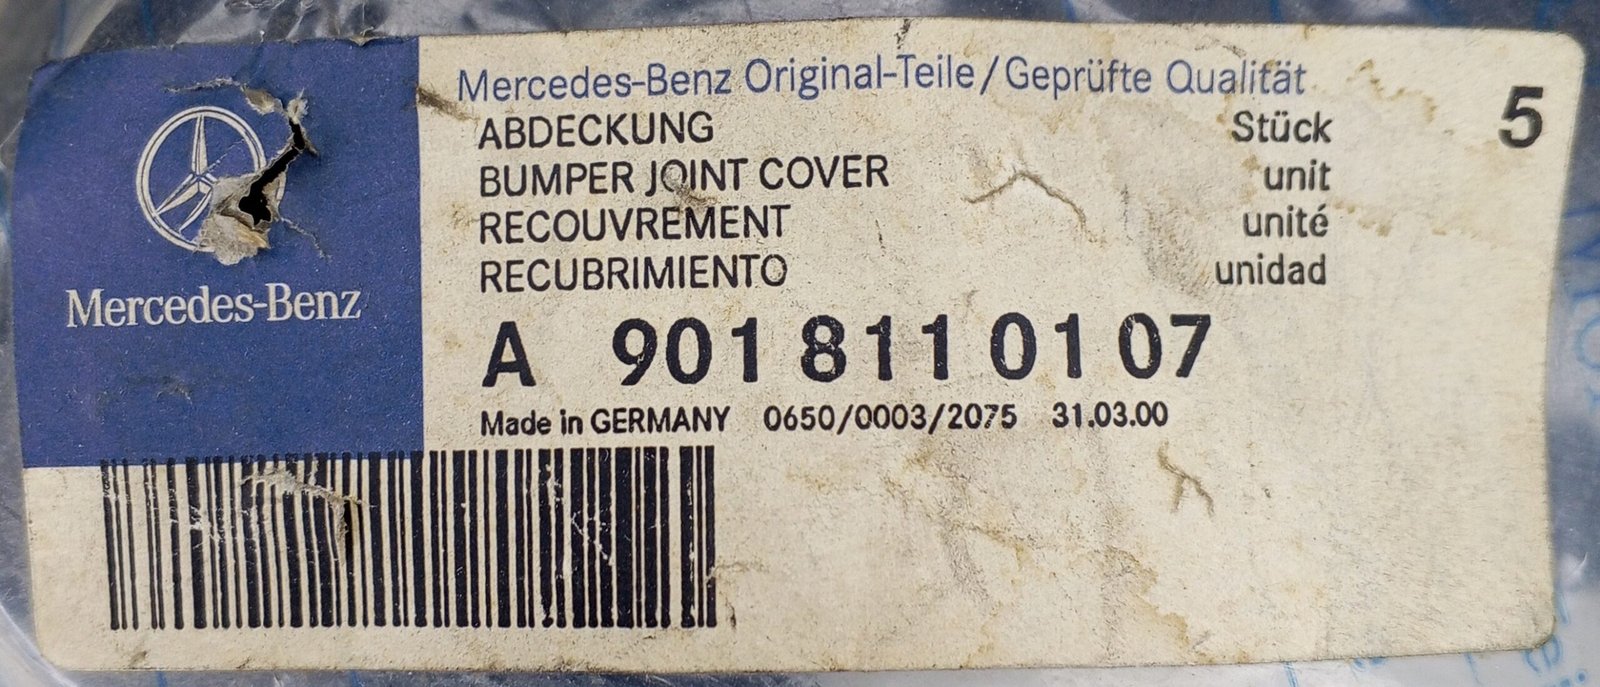 Mercedes-Benz
Mercedes-Benz Original-Teile/Geprüfte Qualität
ABDECKUNG Stück 5
BUMPER JOINT COVER unit
RECOUVREMENT unité
RECUBRIMIENTO unidad
A 901 811 01 07
Made in GERMANY 0650/0003/2075 31.03.00